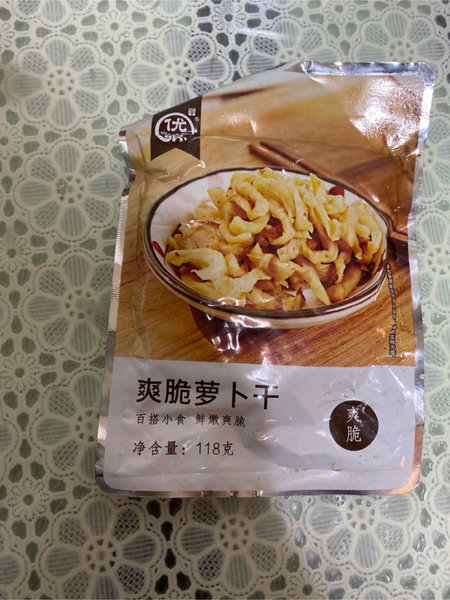 优
®
爽脆萝卜干
百搭小食 鲜嫩爽脆
净含量：118克
爽脆